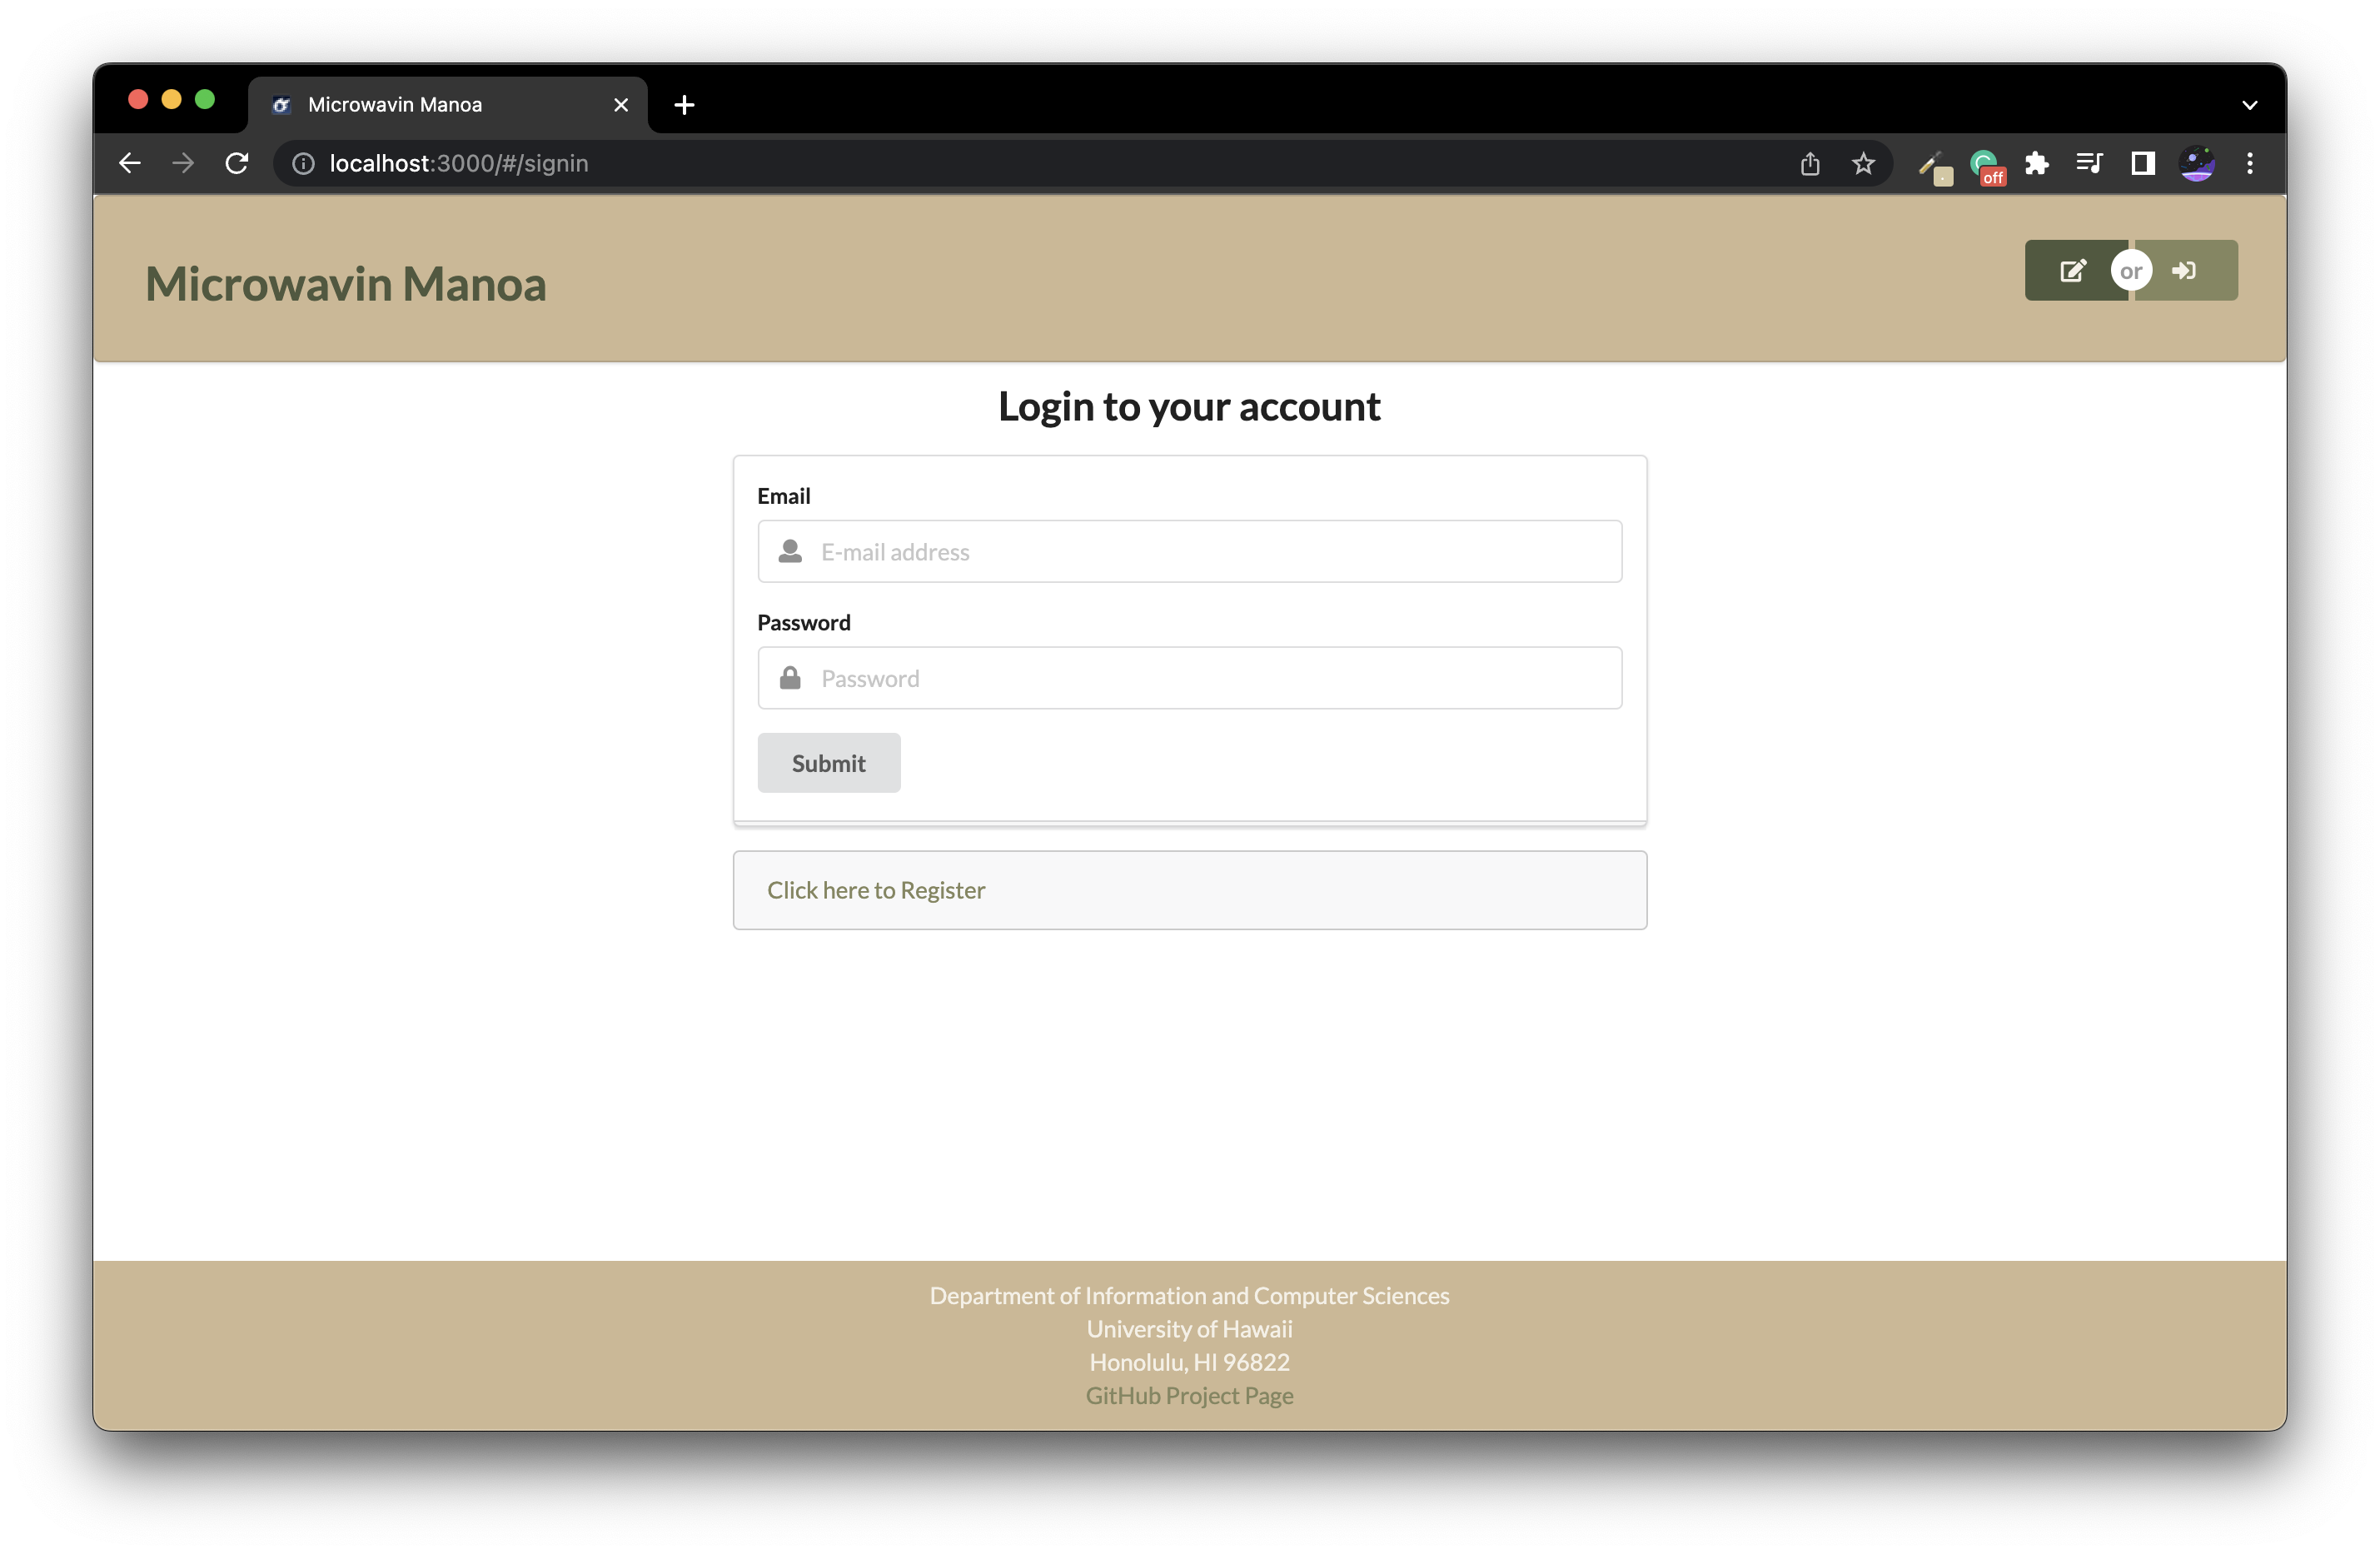 Microwavin Manoa
localhost:3000/#/signin
off
Microwavin Manoa
or
Login to your account
Email
E-mail address
Password
Password
Submit
Click here to Register
Department of Information and Computer Sciences
University of Hawaii
Honolulu, HI 96822
GitHub Project Page